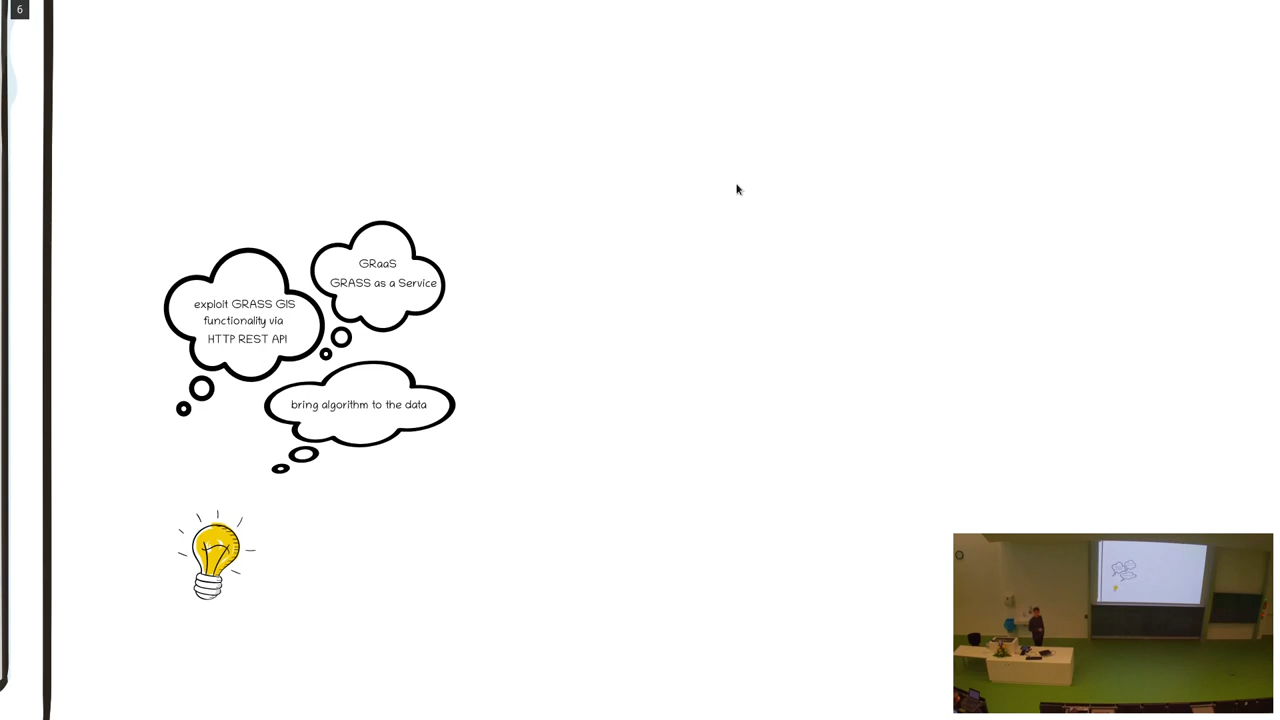 6
GRaaS
GRASS as a Service
exploit GRASS GIS
functionality via
HTTP REST API
bring algorithm to the data